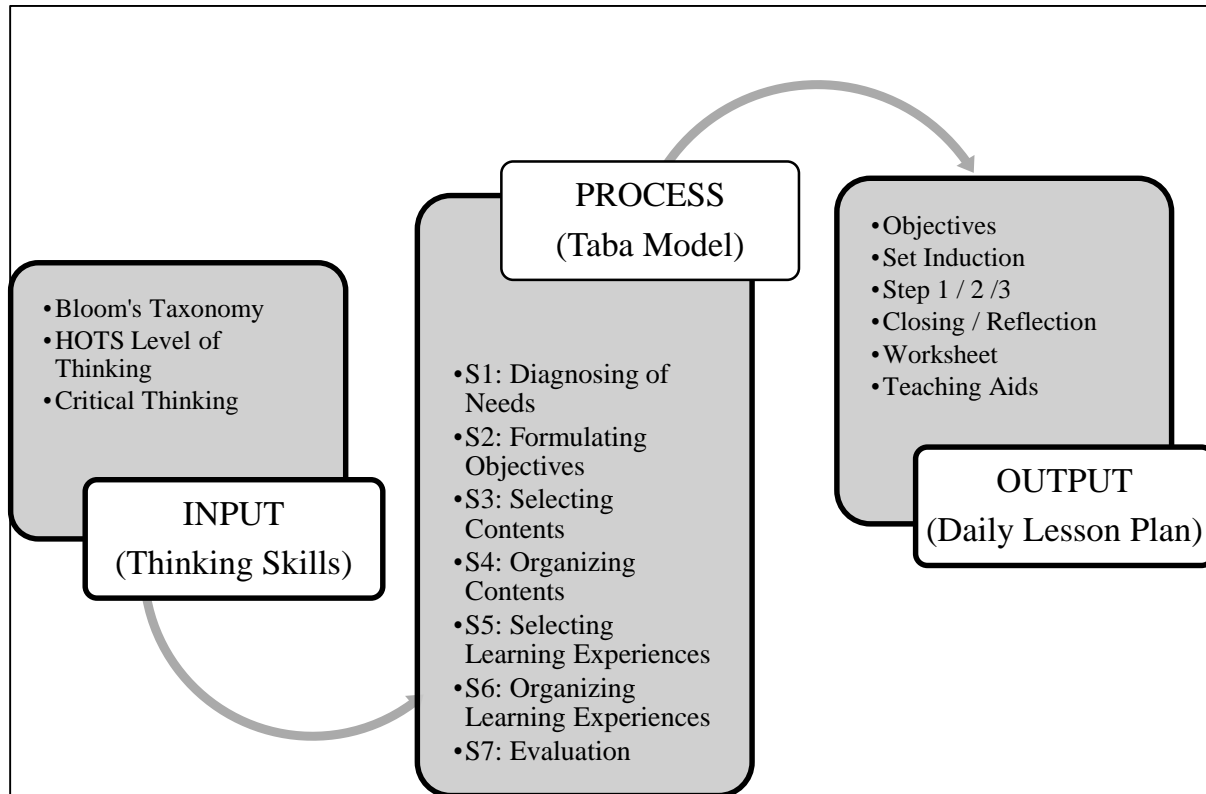 •Bloom's Taxonomy
•HOTS Level of
Thinking
•Critical Thinking
INPUT
(Thinking Skills)
PROCESS
(Taba Model)
•S1: Diagnosing of
Needs
•S2: Formulating
Objectives
•S3: Selecting
Contents
•S4: Organizing
Contents
•S5: Selecting
Learning Experiences
•S6: Organizing
Learning Experiences
•S7: Evaluation
•Objectives
•Set Induction
•Step 1 / 2 /3
•Closing / Reflection
•Worksheet
•Teaching Aids
OUTPUT
(Daily Lesson Plan)